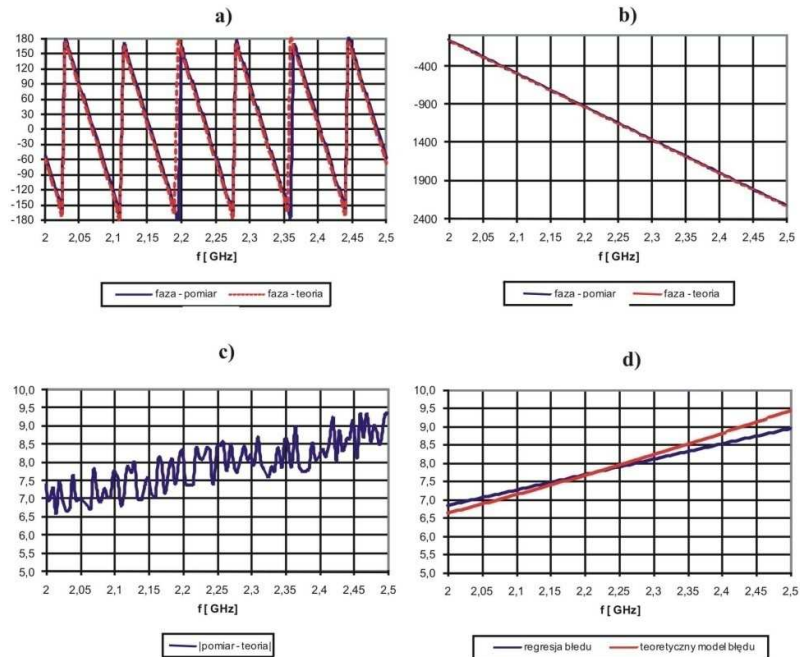 a)
180
150
120
90
60
30
0
-30
-60
-90
-120
-150
-180
2 2,05 2,1 2,15 2,2 2,25 2,3 2,35 2,4 2,45 2,5
f [ GHz]
faza - pomiar faza - teoria
b)
-400
-900
1400
1900
2400
2 2,05 2,1 2,15 2,2 2,25 2,3 2,35 2,4 2,45 2,5
f [ GHz]
faza - pomiar faza - teoria
c)
10,0
9,5
9,0
8,5
8,0
7,5
7,0
6,5
6,0
5,5
5,0
2 2,05 2,1 2,15 2,2 2,25 2,3 2,35 2,4 2,45 2,5
f [ GHz]
|pomiar - teoria|
d)
10,0
9,5
9,0
8,5
8,0
7,5
7,0
6,5
6,0
5,5
5,0
2 2,05 2,1 2,15 2,2 2,25 2,3 2,35 2,4 2,45 2,5
f [ GHz]
regresja błedu teoretyczny model błędu